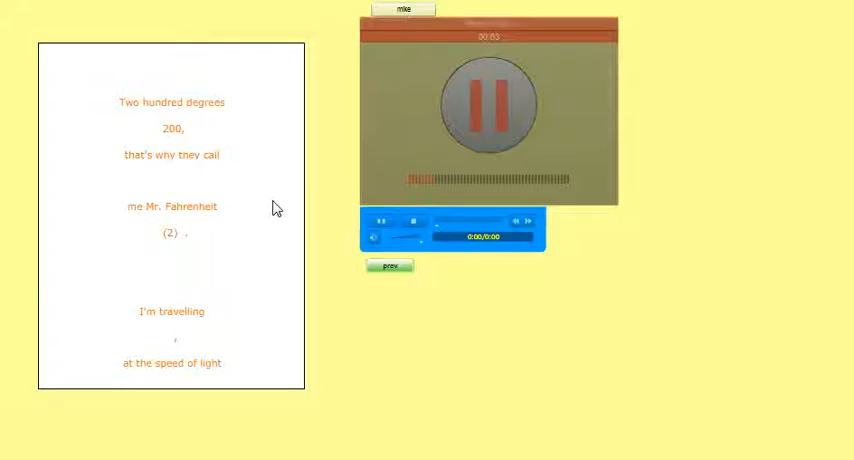 mike
00:03
Two hundred degrees
200,
that's why they call
me Mr. Fahrenheit
(2) .
I'm travelling
,
at the speed of light
0:00/0:00
prev